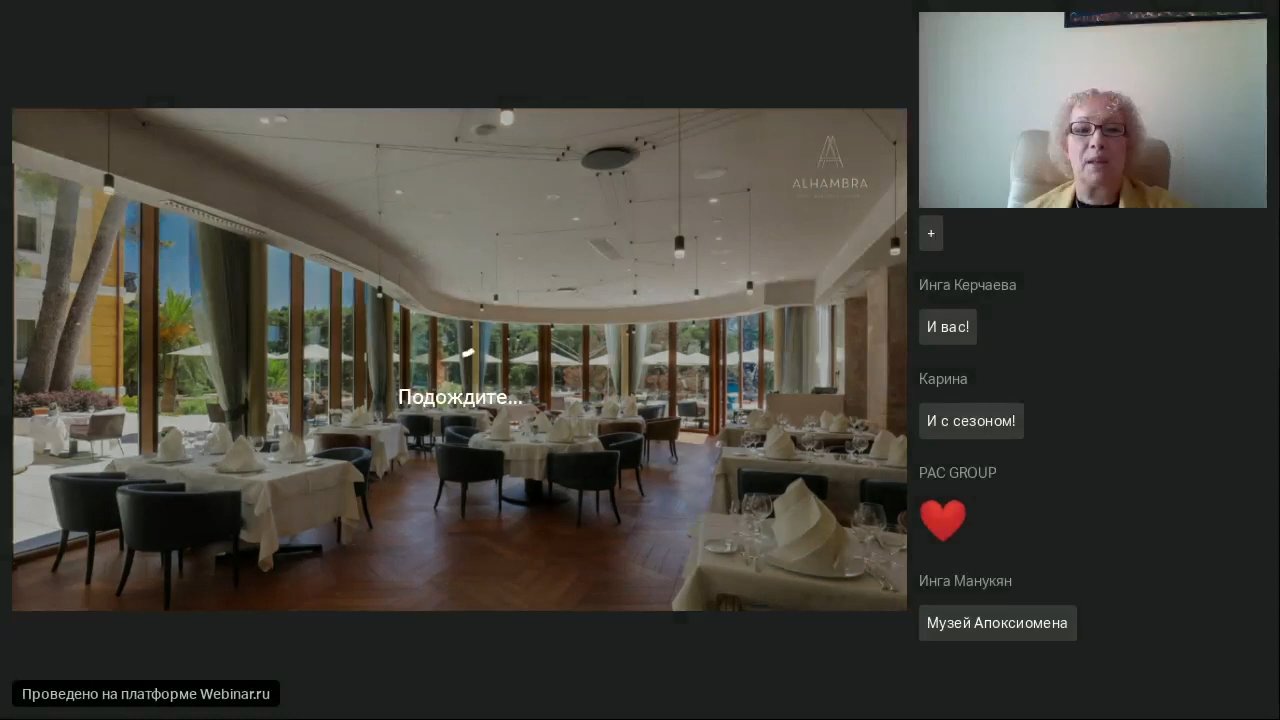 ALHAMBRA
Подождите...
+
Инга Керчаева
И вас!
Карина
И с сезоном!
PAC GROUP
Инга Манукян
Музей Апоксиомена
Проведено на платформе Webinar.ru